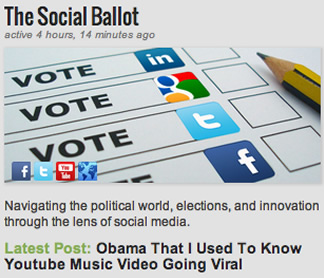 The Social Ballot
active 4 hours, 14 minutes ago
VOTE in
VOTE g
VOTE t
VOTE f
f t You Tube
Navigating the political world, elections, and innovation
through the lens of social media.
Latest Post: Obama That I Used To Know
Youtube Music Video Going Viral